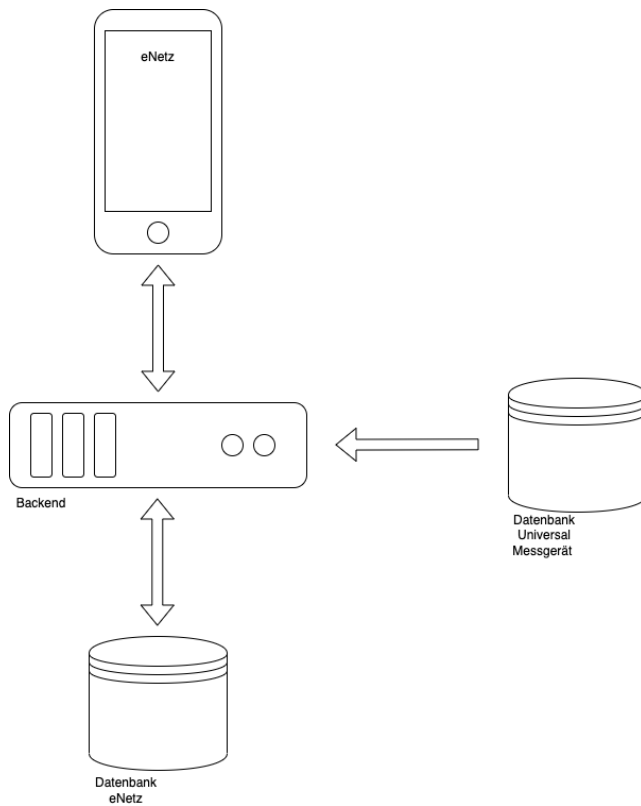 eNetz
Backend
Datenbank
Universal
Messgerät
Datenbank
eNetz